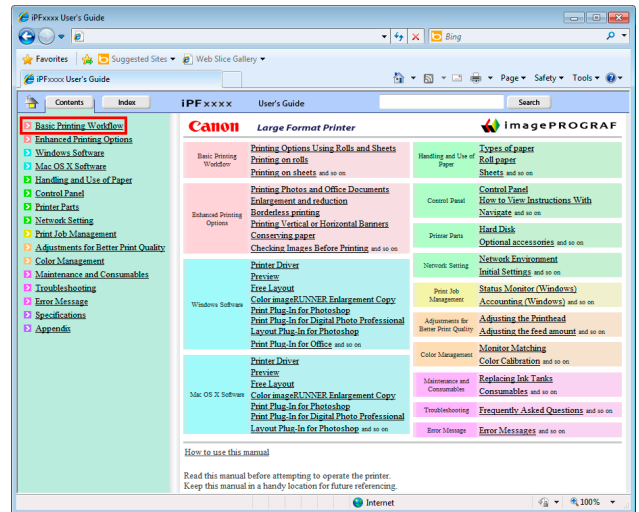 iPFxxxx User's Guide
Bing
Favorites Suggested Sites Web Slice Gallery
iPFxxxx User's Guide
Page Safety Tools
Contents Index iPFxxxx User's Guide Search
Basic Printing Workflow
Enhanced Printing Options
Windows Software
Mac OS X Software
Handling and Use of Paper
Control Panel
Printer Parts
Network Setting
Print Job Management
Adjustments for Better Print Quality
Color Management
Maintenance and Consumables
Troubleshooting
Error Message
Specifications
Appendix
Canon Large Format Printer imagePROGRAF
Basic Printing
Workflow
Printing Options Using Rolls and Sheets
Printing on rolls
Printing on sheets and so on
Enhanced Printing
Options
Printing Photos and Office Documents
Enlargement and reduction
Borderless printing
Printing Vertical or Horizontal Banners
Conserving paper
Checking Images Before Printing and so on
Windows Software
Printer Driver
Preview
Free Layout
Color imageRUNNER Enlargement Copy
Print Plug-In for Photoshop
Print Plug-In for Digital Photo Professional
Layout Plug-In for Photoshop
Print Plug-In for Office and so on
Mac OS X Software
Printer Driver
Preview
Free Layout
Color imageRUNNER Enlargement Copy
Print Plug-In for Photoshop
Print Plug-In for Digital Photo Professional
Layout Plug-In for Photoshop and so on
Handling and Use of
Paper
Types of paper
Roll paper
Sheets and so on
Control Panel
Control Panel
How to View Instructions With
Navigate and so on
Printer Parts
Hard Disk
Optional accessories and so on
Network Setting
Network Environment
Initial Settings and so on
Print Job
Management
Status Monitor (Windows)
Accounting (Windows) and so on
Adjustments for
Better Print Quality
Adjusting the Printhead
Adjusting the feed amount and so on
Color Management
Monitor Matching
Color Calibration and so on
Maintenance and
Consumables
Replacing Ink Tanks
Consumables and so on
Troubleshooting
Frequently Asked Questions and so on
Error Message
Error Messages and so on
How to use this manual
Read this manual before attempting to operate the printer.
Keep this manual in a handy location for future referencing.
Internet 100%